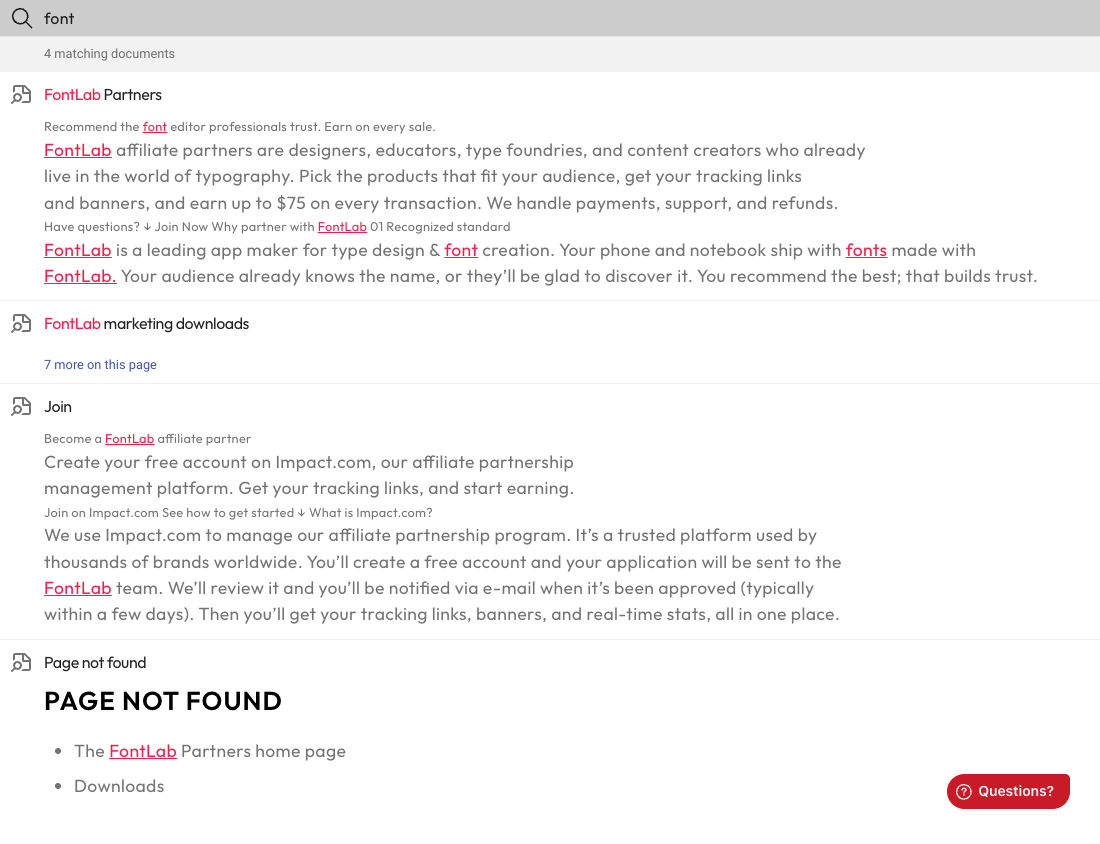 font
4 matching documents
FontLab Partners
Recommend the font editor professionals trust. Earn on every sale.
FontLab affiliate partners are designers, educators, type foundries, and content creators who already
live in the world of typography. Pick the products that fit your audience, get your tracking links
and banners, and earn up to $75 on every transaction. We handle payments, support, and refunds.
Have questions? ↓ Join Now Why partner with FontLab 01 Recognized standard
FontLab is a leading app maker for type design & font creation. Your phone and notebook ship with fonts made with
FontLab. Your audience already knows the name, or they’ll be glad to discover it. You recommend the best; that builds trust.
FontLab marketing downloads
7 more on this page
Join
Become a FontLab affiliate partner
Create your free account on Impact.com, our affiliate partnership
management platform. Get your tracking links, and start earning.
Join on Impact.com See how to get started ↓ What is Impact.com?
We use Impact.com to manage our affiliate partnership program. It’s a trusted platform used by
thousands of brands worldwide. You’ll create a free account and your application will be sent to the
FontLab team. We’ll review it and you’ll be notified via e-mail when it’s been approved (typically
within a few days). Then you’ll get your tracking links, banners, and real-time stats, all in one place.
Page not found
PAGE NOT FOUND
• The FontLab Partners home page
• Downloads
Questions?